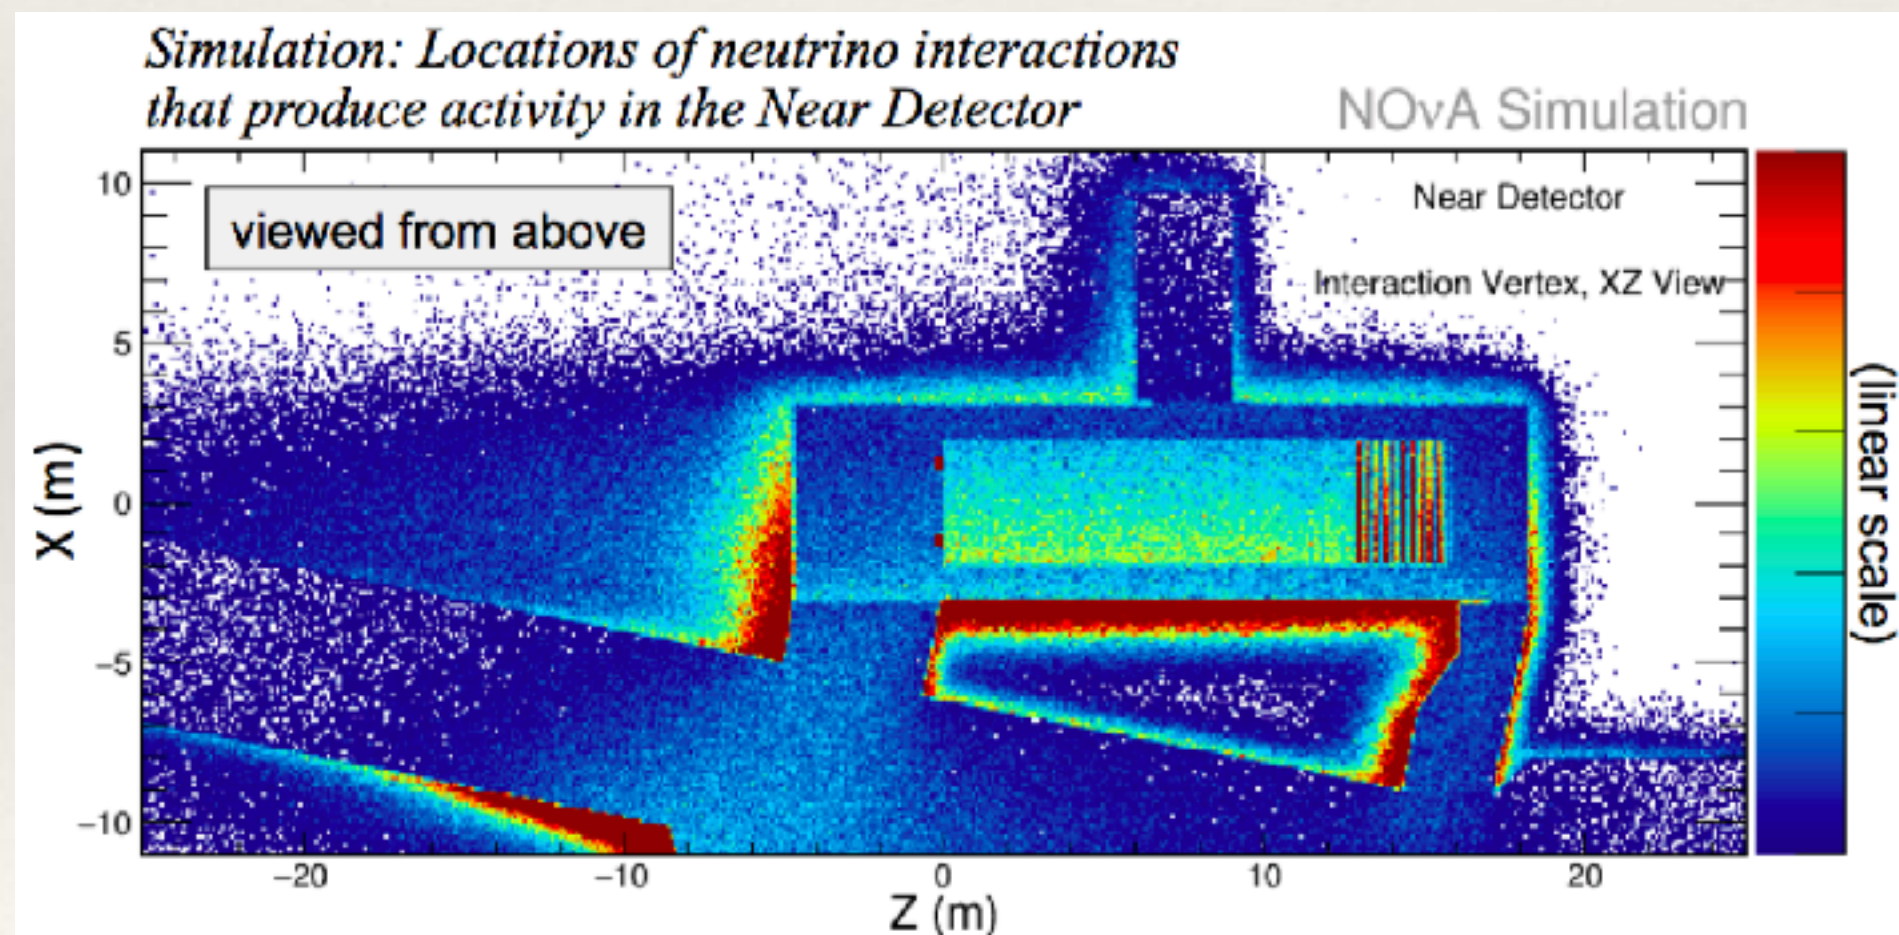 Simulation: Locations of neutrino interactions
that produce activity in the Near Detector
NOνA Simulation
viewed from above
Near Detector
Interaction Vertex, XZ View
10
5
0
−5
−10
X (m)
−20
−10
0
10
20
Z (m)
(linear scale)